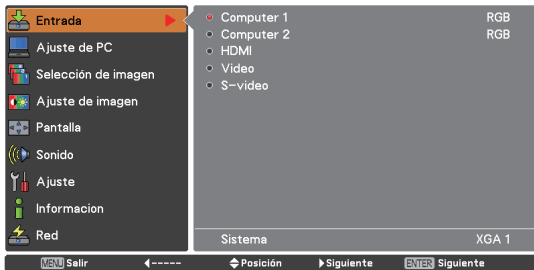 Entrada
Ajuste de PC
Selección de imagen
Ajuste de imagen
Pantalla
Sonido
Ajuste
Informacion
Red
Computer 1 RGB
Computer 2 RGB
HDMI
Video
S-video
Sistema XGA 1
MENU Salir ◀----- Posición Siguiente ENTER Siguiente